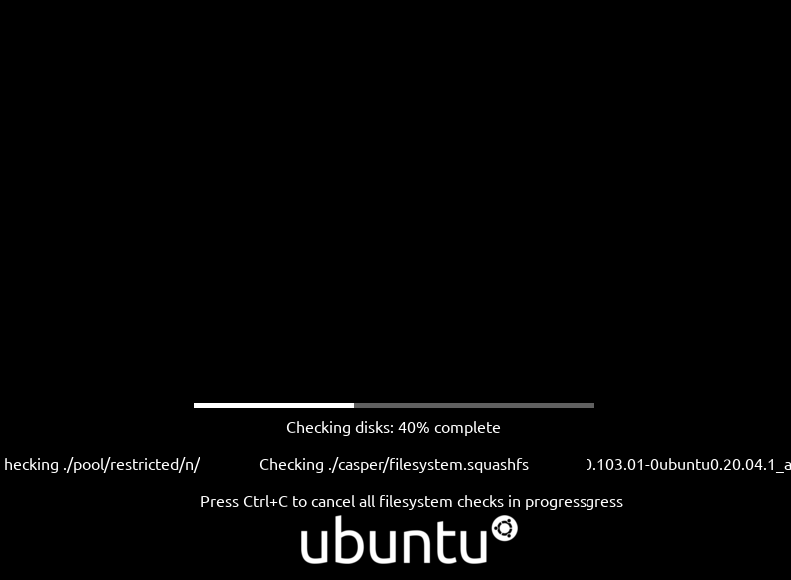 Checking disks: 40% complete
hecking ./pool/restricted/n/ Checking ./casper/filesystem.squashfs 0.103.01-0ubuntu0.20.04.1_a
Press Ctrl+C to cancel all filesystem checks in progressgress
ubuntu